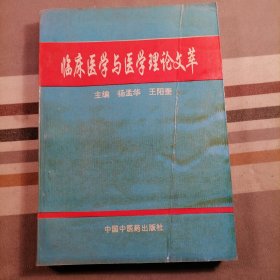 临床医学与医学理论文萃
主编 杨孟华 王阳奎
中国中医药出版社